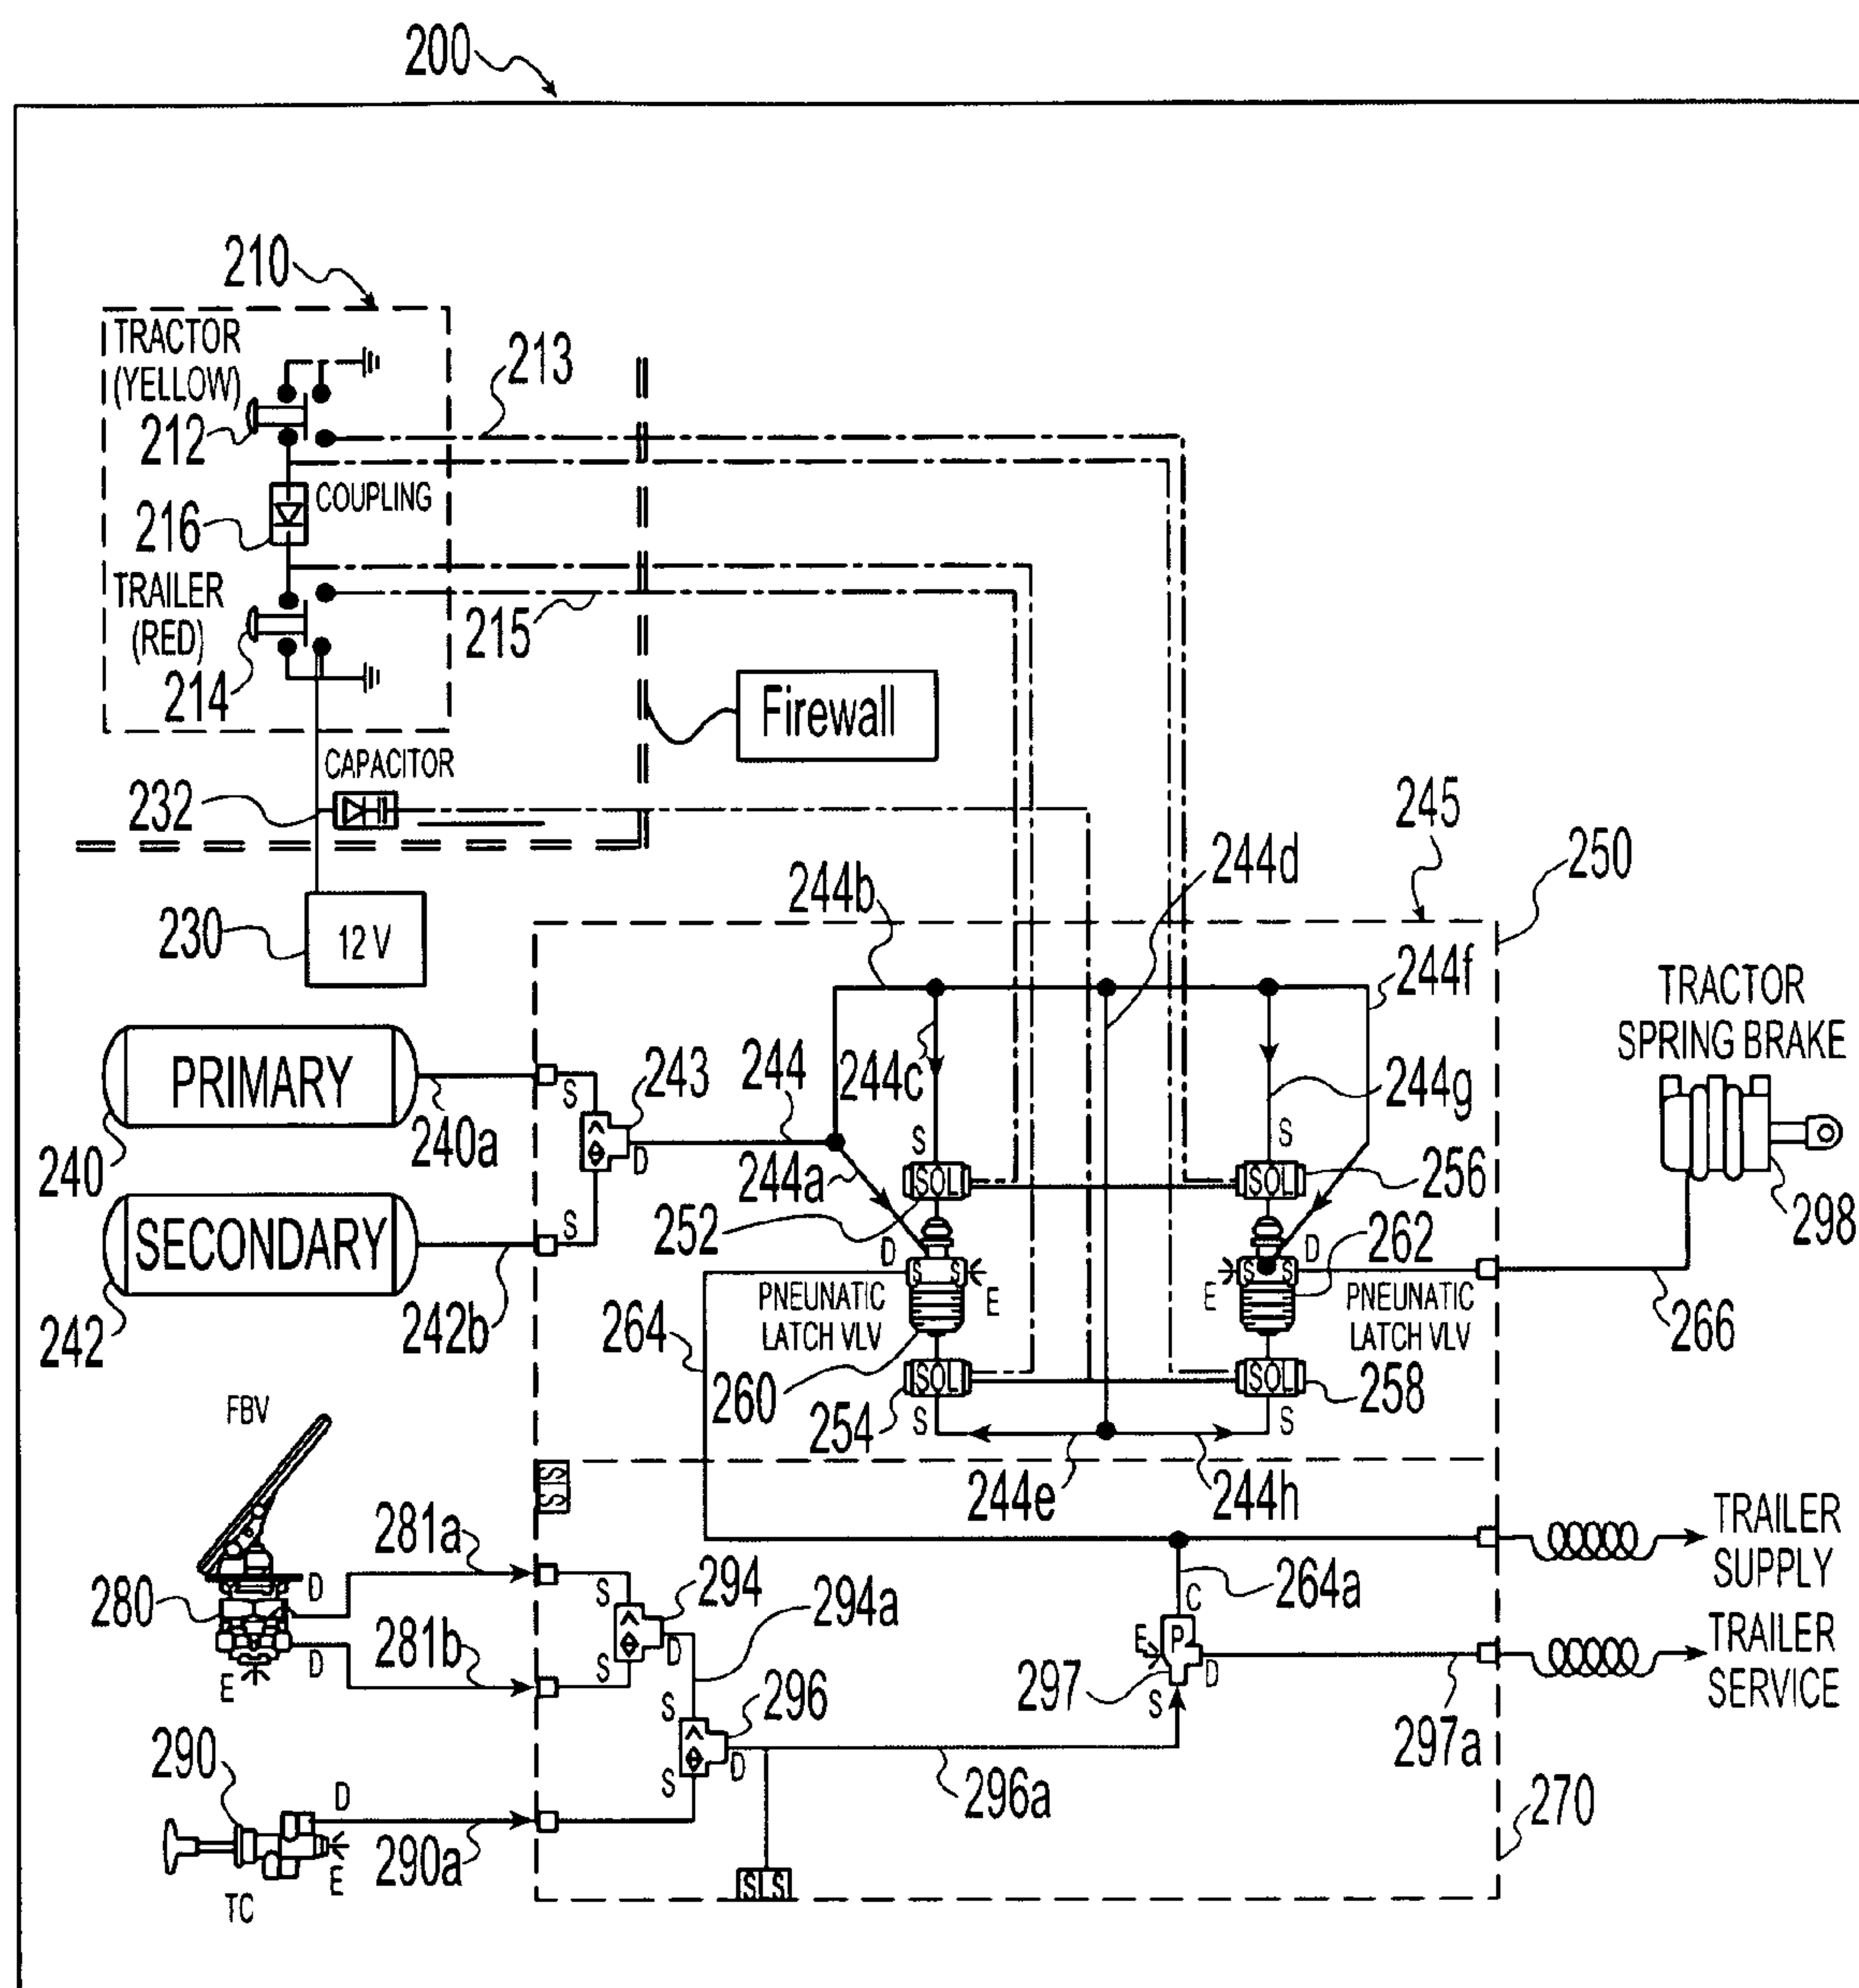 200
210
TRACTOR
(YELLOW)
212
213
COUPLING
216
TRAILER
(RED)
214
215
Firewall
CAPACITOR
232
245
250
230
12 V
244b
244d
244f
TRACTOR
SPRING BRAKE
PRIMARY
240
240a
S
243
D
244
244a
244c
S
244g
S
SOL
SOL
256
298
SECONDARY
242
242b
S
252
D
S S
E
262
D
E
S S
PNEUNATIC
LATCH VLV
PNEUNATIC
LATCH VLV
266
264
260
SOL
SOL
258
254
S
S
244e
244h
FBV
SIS
281a
280
D
D
E
281b
S
S
294
D
294a
264a
C
E
P
D
S
297
297a
TRAILER
SUPPLY
TRAILER
SERVICE
290
D
E
TC
290a
S
S
296
D
296a
SLS
270